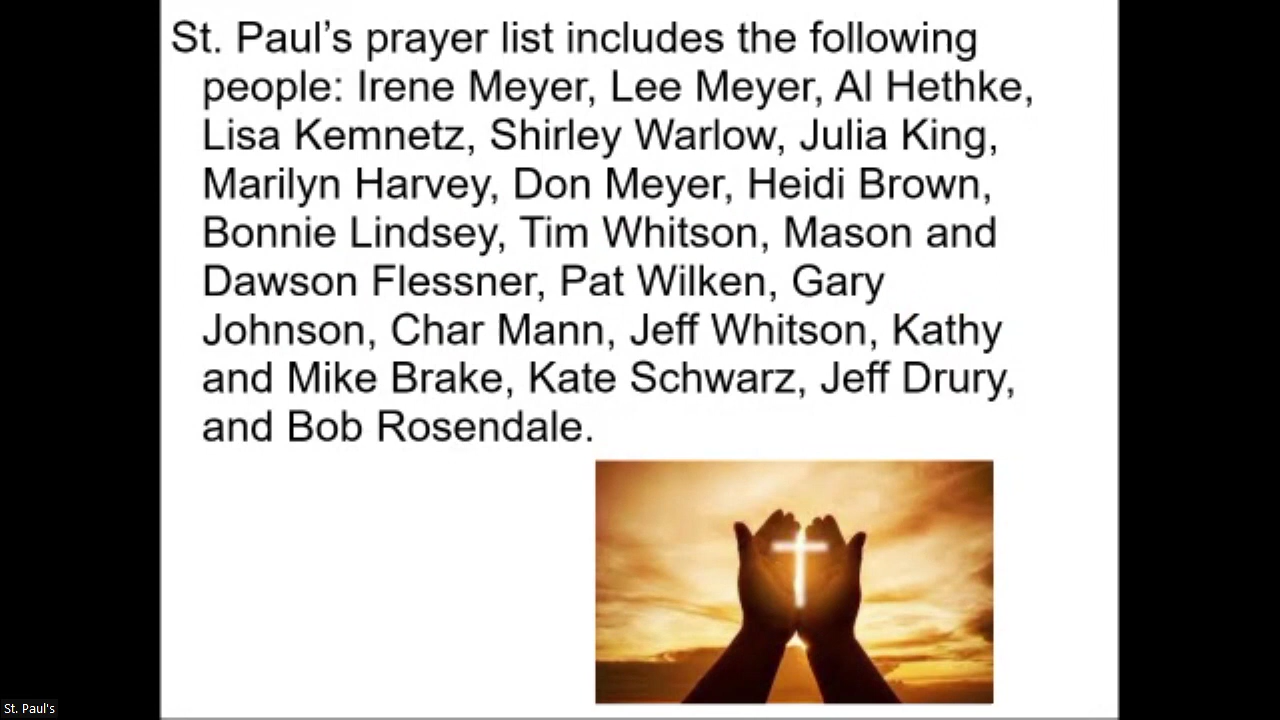 St. Paul’s prayer list includes the following
people: Irene Meyer, Lee Meyer, Al Hethke,
Lisa Kemnetz, Shirley Warlow, Julia King,
Marilyn Harvey, Don Meyer, Heidi Brown,
Bonnie Lindsey, Tim Whitson, Mason and
Dawson Flessner, Pat Wilken, Gary
Johnson, Char Mann, Jeff Whitson, Kathy
and Mike Brake, Kate Schwarz, Jeff Drury,
and Bob Rosendale.
St. Paul's